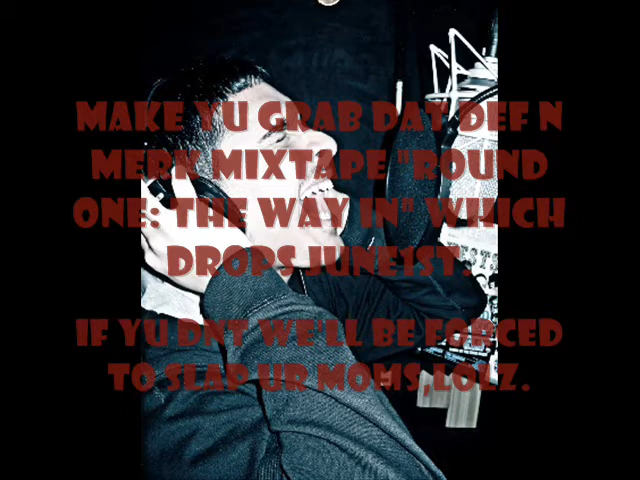 MAKE YU GRAB DAT DEF N
MERK MIXTAPE "ROUND
ONE: THE WAY IN" WHICH
DROPS JUNE1ST.
IF YU DNT WE'LL BE FORCED
TO SLAP UR MOMS,LOLZ.